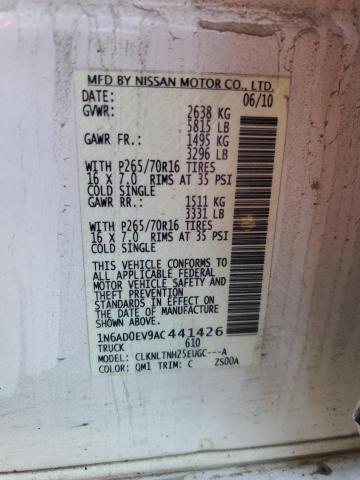 MFD BY NISSAN MOTOR CO., LTD.
DATE: 06/10
GVWR: 2638 KG
5815 LB
GAWR FR.: 1495 KG
3296 LB
WITH P265/70R16 TIRES
16 X 7.0 RIMS AT 35 PSI
COLD SINGLE
GAWR RR.: 1511 KG
3331 LB
WITH P265/70R16 TIRES
16 X 7.0 RIMS AT 35 PSI
COLD SINGLE
THIS VEHICLE CONFORMS TO
ALL APPLICABLE FEDERAL
MOTOR VEHICLE SAFETY
STANDARDS IN EFFECT ON THE
DATE OF MANUFACTURE
SHOWN ABOVE.
1N6AD0EV9AC441426
TRUCK 610
MODEL: CLKNLTNH25EUGC---A
COLOR: QM1 TRIM: C ZS00A